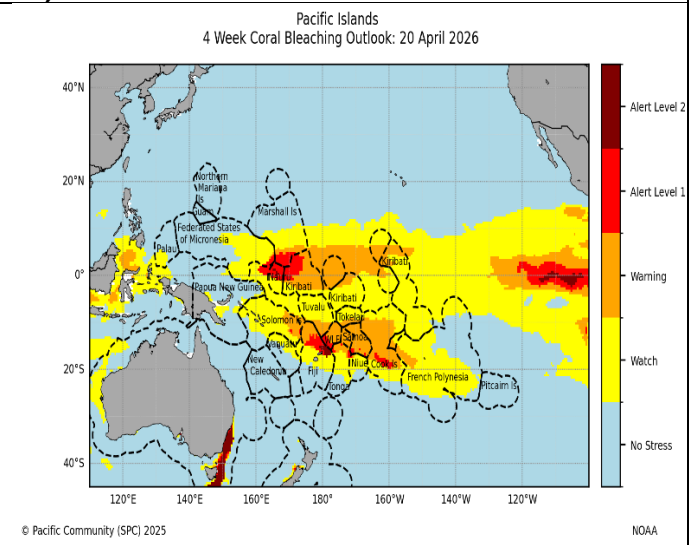 Pacific Islands
4 Week Coral Bleaching Outlook: 20 April 2026
40°N
20°N
0°
20°S
40°S
120°E
140°E
160°E
180°
160°W
140°W
120°W
Northern
Mariana
Is
Guam
Marshall Is
Federated States
of Micronesia
Palau
Kiribati
Nauru
Papua New Guinea
Kiribati
Kiribati
Tuvalu
Solomon Is
Tokelau
Samoa
Vanuatu
Niue
Cook Is
New
Caledonia
Fiji
French Polynesia
Tonga
Pitcairn Is
Alert Level 2
Alert Level 1
Warning
Watch
No Stress
© Pacific Community (SPC) 2025
NOAA